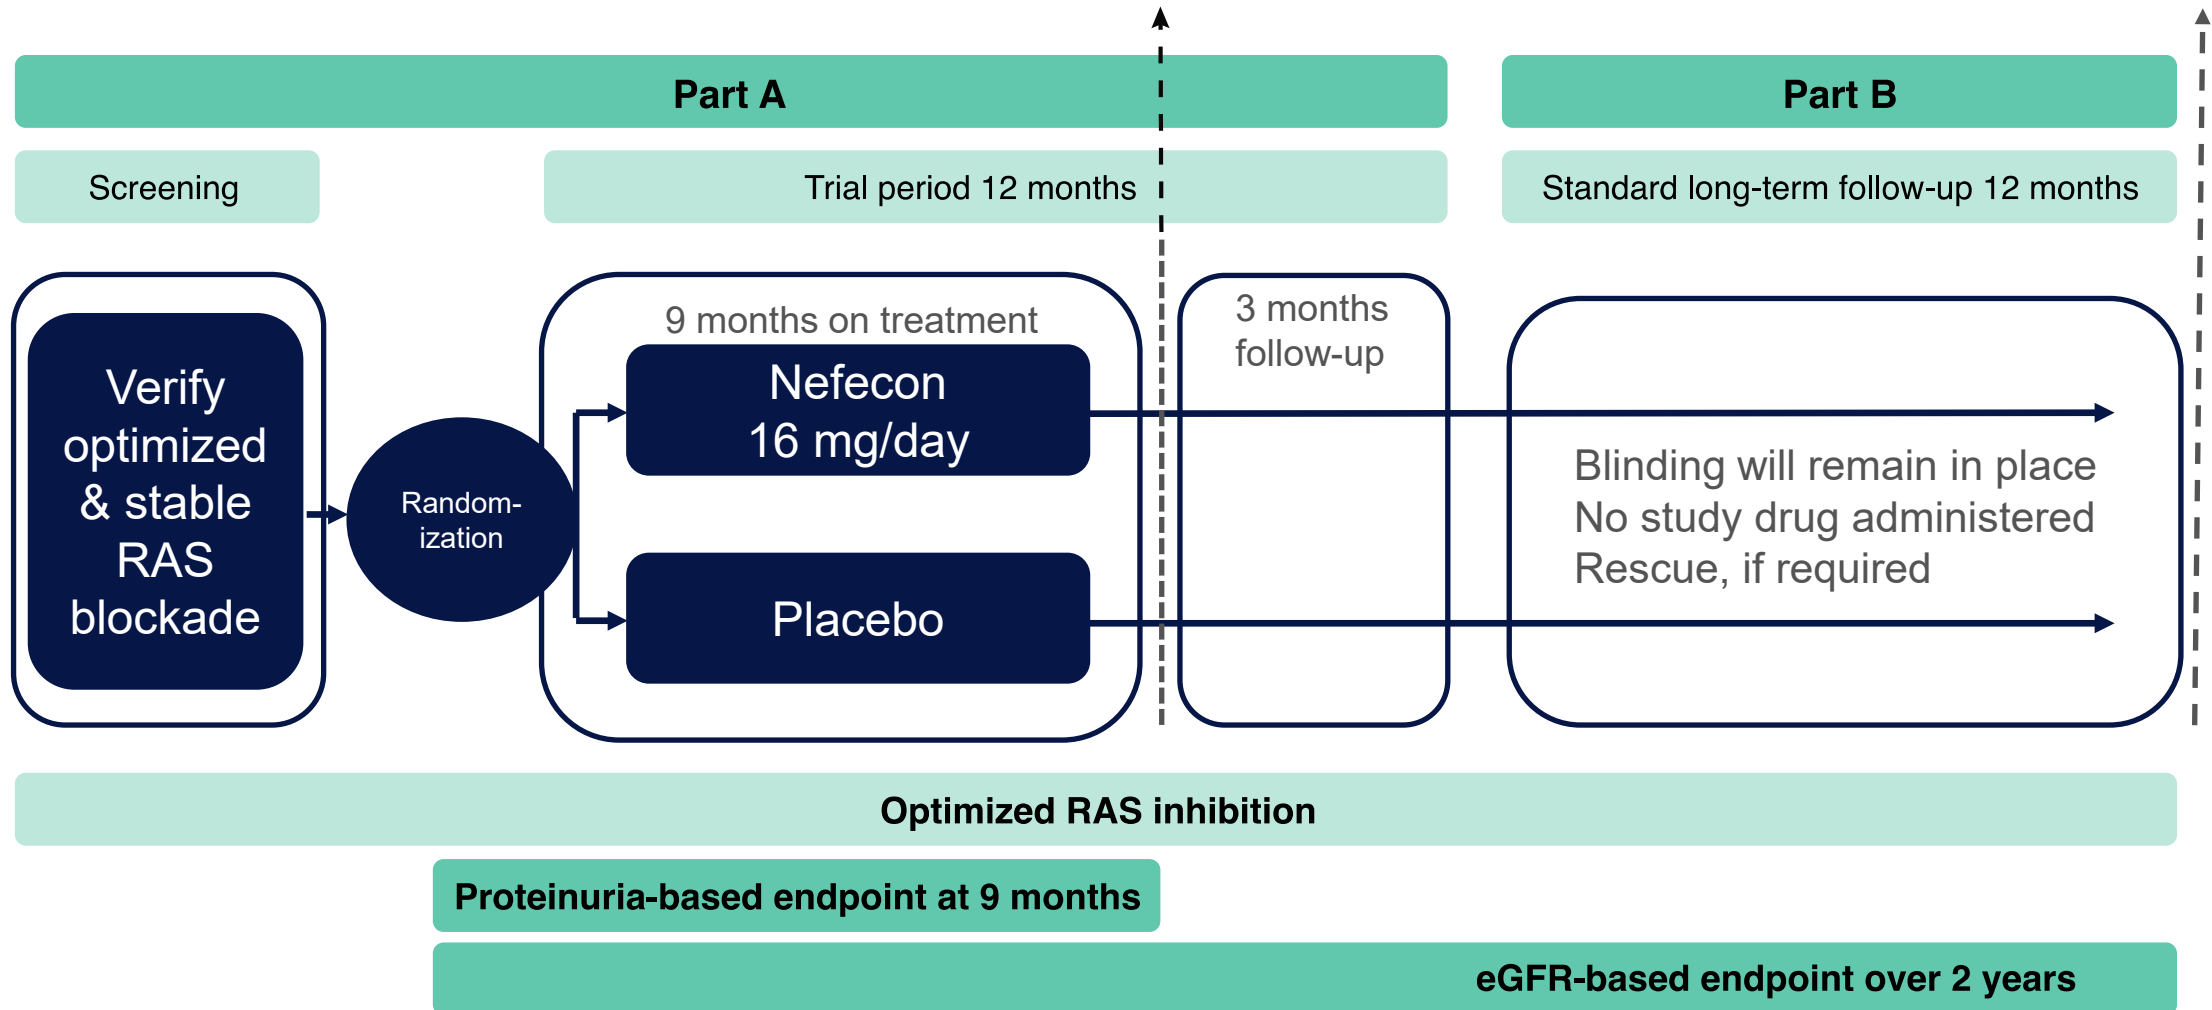 Part A
Part B
Screening
Trial period 12 months
Standard long-term follow-up 12 months
Verify
optimized
& stable
RAS
blockade
Random-
ization
9 months on treatment
Nefecon
16 mg/day
Placebo
3 months
follow-up
Blinding will remain in place
No study drug administered
Rescue, if required
Optimized RAS inhibition
Proteinuria-based endpoint at 9 months
eGFR-based endpoint over 2 years